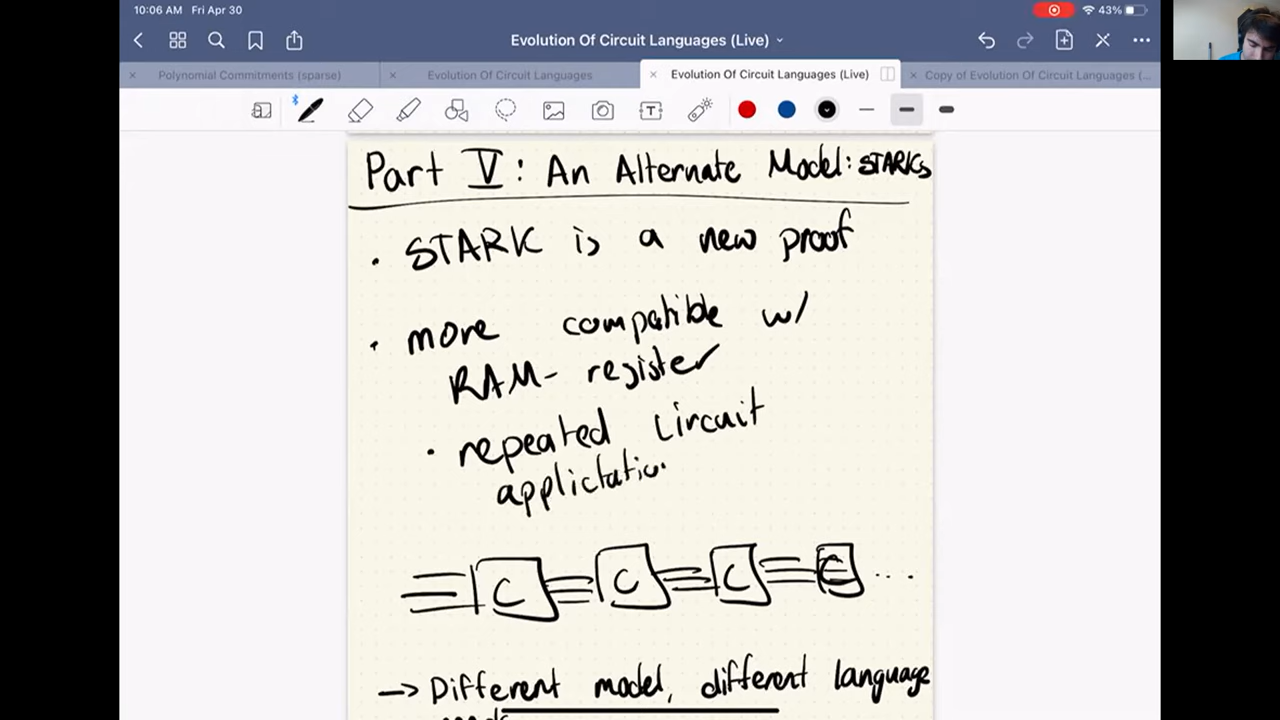 10:06 AM Fri Apr 30
43%
Evolution Of Circuit Languages (Live)
Polynomial Commitments (sparse)
Evolution Of Circuit Languages
Evolution Of Circuit Languages (Live)
Copy of Evolution Of Circuit Languages (...
T
Part V: An Alternate Model: STARKs
• STARK is a new proof
• more compatible w/
RAM- register
• repeated circuit
applictatio
C C C C ...
→ Different model, different language